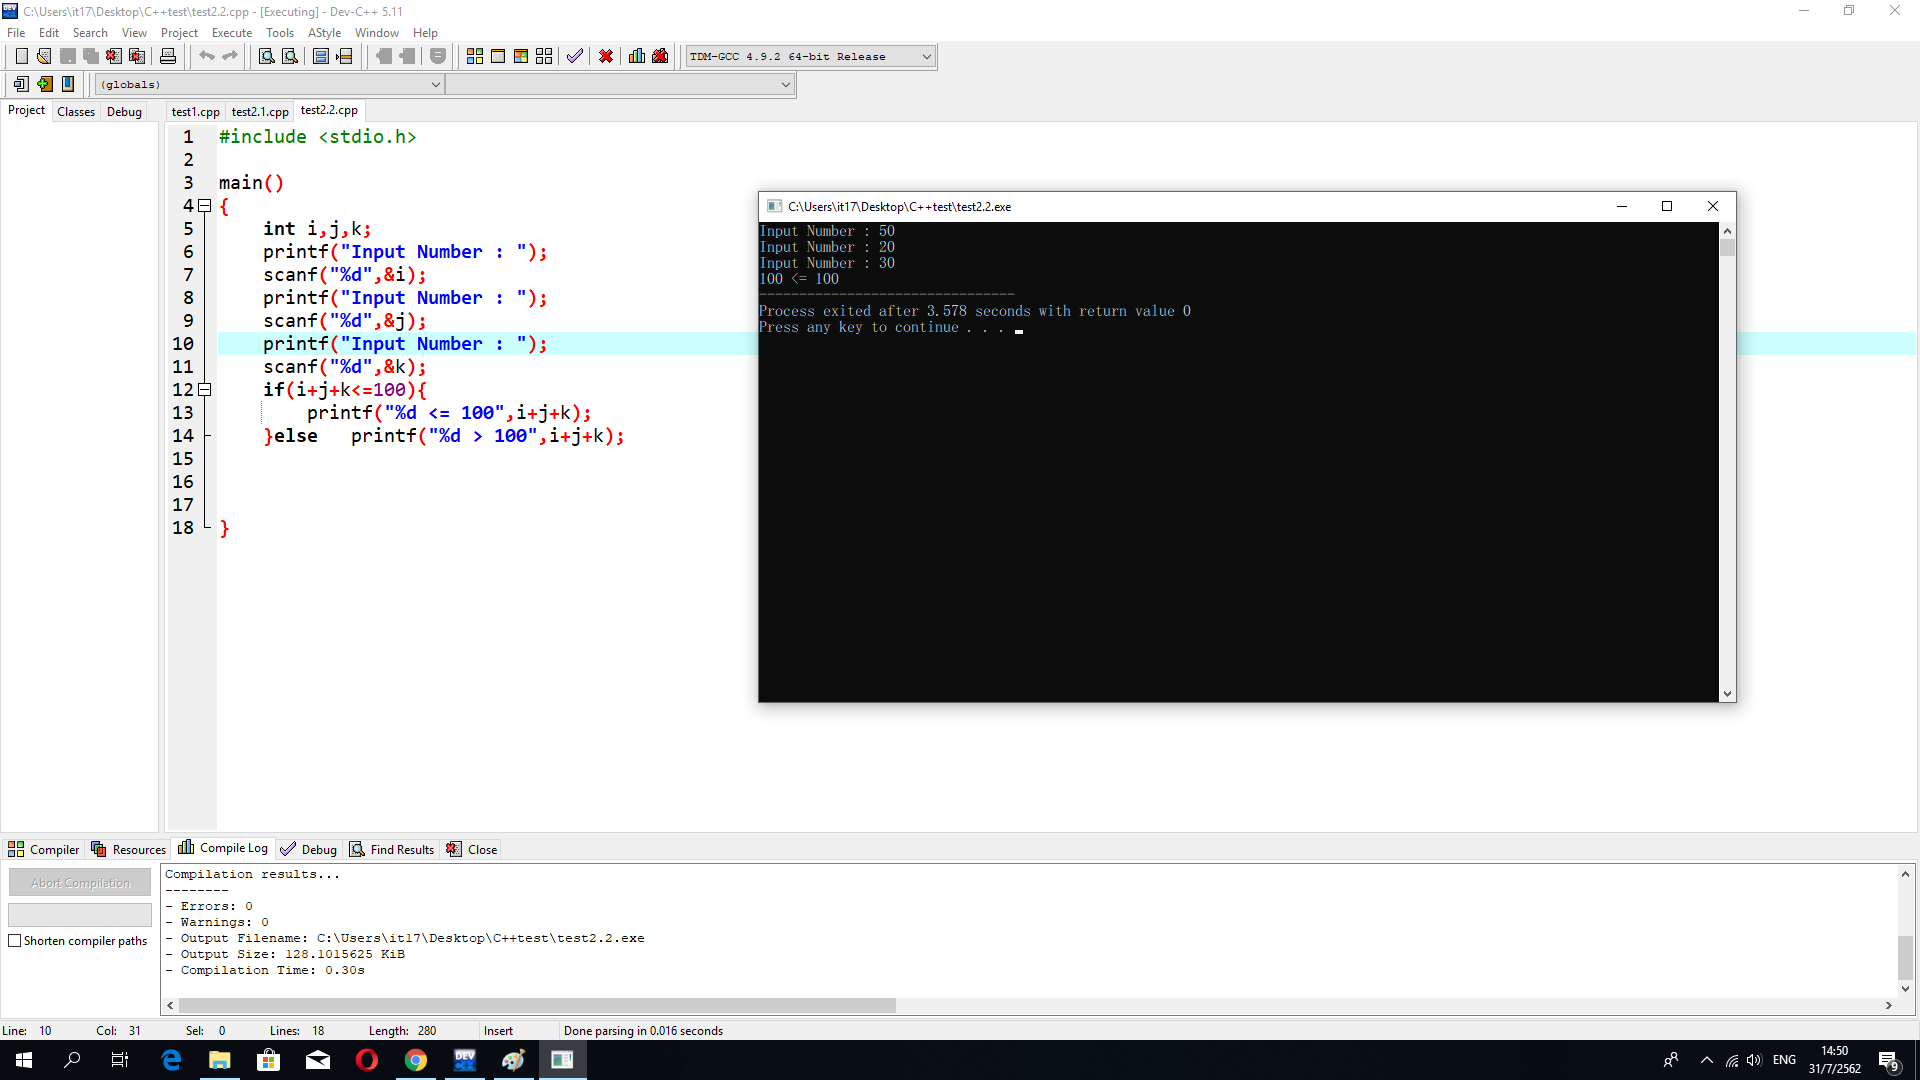 C:\Users\it17\Desktop\C++test\test2.2.cpp - [Executing] - Dev-C++ 5.11
File Edit Search View Project Execute Tools AStyle Window Help
TDM-GCC 4.9.2 64-bit Release
(globals)
Project Classes Debug
test1.cpp test2.1.cpp test2.2.cpp
1 #include <stdio.h>
2
3 main()
4 {
5 int i,j,k;
6 printf("Input Number : ");
7 scanf("%d",&i);
8 printf("Input Number : ");
9 scanf("%d",&j);
10 printf("Input Number : ");
11 scanf("%d",&k);
12 if(i+j+k<=100){
13 printf("%d <= 100",i+j+k);
14 }else printf("%d > 100",i+j+k);
15
16
17
18 }
C:\Users\it17\Desktop\C++test\test2.2.exe
Input Number : 50
Input Number : 20
Input Number : 30
100 <= 100
--------------------------------
Process exited after 3.578 seconds with return value 0
Press any key to continue . . .
Compiler Resources Compile Log Debug Find Results Close
Abort Compilation
Shorten compiler paths
Compilation results...
--------
- Errors: 0
- Warnings: 0
- Output Filename: C:\Users\it17\Desktop\C++test\test2.2.exe
- Output Size: 128.1015625 KiB
- Compilation Time: 0.30s
Line: 10 Col: 31 Sel: 0 Lines: 18 Length: 280 Insert Done parsing in 0.016 seconds
DEV C++
ENG
14:50
31/7/2562
9